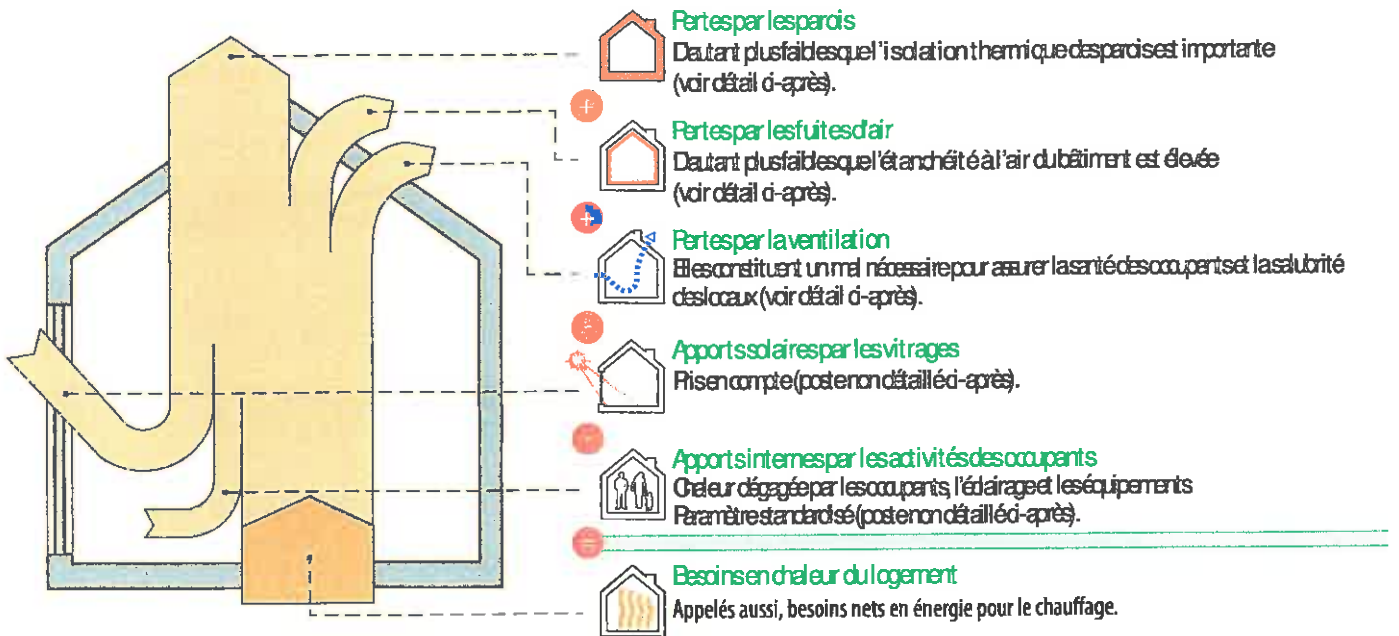 Pertes par les parois
D'autant plus faibles que l'isolation thermique des parois est importante
(voir détail ci-après).
+
Pertes par les fuites d'air
D'autant plus faibles que l'étanchéité à l'air du bâtiment est élevée
(voir détail ci-après).
+
Pertes par la ventilation
Elles constituent un mal nécessaire pour assurer la santé des occupants et la salubrité
des locaux (voir détail ci-après).
Apports solaires par les vitrages
Pris en compte (poste non détaillé ci-après).
Apports internes par les activités des occupants
Chaleur dégagée par les occupants, l'éclairage et les équipements
Paramètre standardisé (poste non détaillé ci-après).
Besoins en chaleur du logement
Appelés aussi, besoins nets en énergie pour le chauffage.